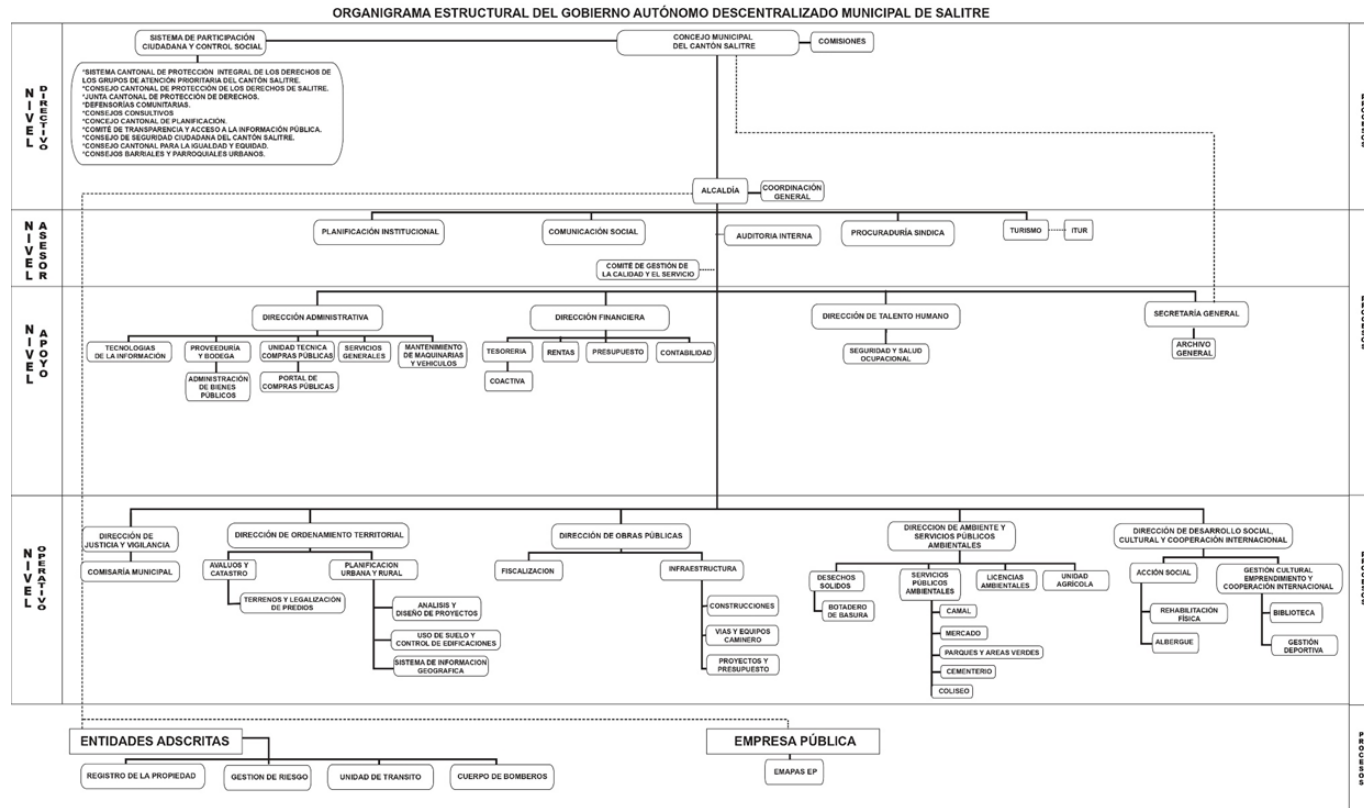 ORGANIGRAMA ESTRUCTURAL DEL GOBIERNO AUTÓNOMO DESCENTRALIZADO MUNICIPAL DE SALITRE
NIVEL
DIRECTIVO
SISTEMA DE PARTICIPACIÓN
CIUDADANA Y CONTROL SOCIAL
CONCEJO MUNICIPAL
DEL CANTÓN SALITRE
COMISIONES
*SISTEMA CANTONAL DE PROTECCIÓN INTEGRAL DE LOS DERECHOS DE
LOS GRUPOS DE ATENCIÓN PRIORITARIA DEL CANTÓN SALITRE.
*CONSEJO CANTONAL DE PROTECCIÓN DE LOS DERECHOS DE SALITRE.
*JUNTA CANTONAL DE PROTECCIÓN DE DERECHOS.
*DEFENSORÍAS COMUNITARIAS.
*CONSEJOS CONSULTIVOS
*CONCEJO CANTONAL DE PLANIFICACIÓN.
*COMITÉ DE TRANSPARENCIA Y ACCESO A LA INFORMACIÓN PÚBLICA.
*CONSEJO DE SEGURIDAD CIUDADANA DEL CANTÓN SALITRE.
*CONSEJO CANTONAL PARA LA IGUALDAD Y EQUIDAD.
*CONSEJOS BARRIALES Y PARROQUIALES URBANOS.
ALCALDÍA
COORDINACIÓN
GENERAL
NIVEL
ASESOR
PLANIFICACIÓN INSTITUCIONAL
COMUNICACIÓN SOCIAL
AUDITORIA INTERNA
PROCURADURÍA SINDICA
TURISMO
ITUR
COMITÉ DE GESTIÓN DE
LA CALIDAD Y EL SERVICIO
NIVEL
APOYO
DIRECCIÓN ADMINISTRATIVA
DIRECCIÓN FINANCIERA
DIRECCIÓN DE TALENTO HUMANO
SECRETARÍA GENERAL
TECNOLOGIAS
DE LA INFORMACIÓN
PROVEEDURÍA
Y BODEGA
UNIDAD TECNICA
COMPRAS PÚBLICAS
SERVICIOS
GENERALES
MANTENIMIENTO
DE MAQUINARIAS
Y VEHICULOS
TESORERIA
RENTAS
PRESUPUESTO
CONTABILIDAD
SEGURIDAD Y SALUD
OCUPACIONAL
ARCHIVO
GENERAL
ADMINISTRACIÓN
DE BIENES
PÚBLICOS
PORTAL DE
COMPRAS PÚBLICAS
COACTIVA
NIVEL
OPERATIVO
DIRECCIÓN DE
JUSTICIA Y VIGILANCIA
DIRECCIÓN DE ORDENAMIENTO TERRITORIAL
DIRECCIÓN DE OBRAS PÚBLICAS
DIRECCION DE AMBIENTE Y
SERVICIOS PÚBLICOS
AMBIENTALES
DIRECCIÓN DE DESARROLLO SOCIAL,
CULTURAL Y COOPERACIÓN INTERNACIONAL
COMISARÍA MUNICIPAL
AVALUOS Y
CATASTRO
PLANIFICACION
URBANA Y RURAL
FISCALIZACION
INFRAESTRUCTURA
DESECHOS
SOLIDOS
SERVICIOS
PÚBLICOS
AMBIENTALES
LICENCIAS
AMBIENTALES
UNIDAD
AGRÍCOLA
ACCIÓN SOCIAL
GESTIÓN CULTURAL
EMPRENDIMIENTO Y
COOPERACIÓN INTERNACIONAL
TERRENOS Y LEGALIZACIÓN
DE PREDIOS
ANALISIS Y
DISEÑO DE PROYECTOS
USO DE SUELO Y
CONTROL DE EDIFICACIONES
SISTEMA DE INFORMACION
GEOGRAFICA
CONSTRUCCIONES
VIAS Y EQUIPOS
CAMINERO
PROYECTOS Y
PRESUPUESTO
BOTADERO
DE BASURA
CAMAL
MERCADO
PARQUES Y AREAS VERDES
CEMENTERIO
COLISEO
REHABILITACIÓN
FÍSICA
ALBERGUE
BIBLIOTECA
GESTIÓN
DEPORTIVA
ENTIDADES ADSCRITAS
EMPRESA PÚBLICA
REGISTRO DE LA PROPIEDAD
GESTION DE RIESGO
UNIDAD DE TRANSITO
CUERPO DE BOMBEROS
EMAPAS EP
PROCESOS